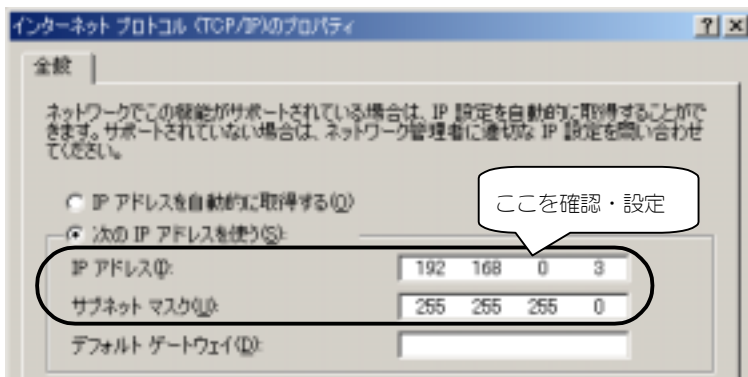 インターネット プロトコル (TCP/IP)のプロパティ
全般
ネットワークでこの機能がサポートされている場合は、IP 設定を自動的に取得することがで
きます。サポートされていない場合は、ネットワーク管理者に適切な IP 設定を問い合わせ
てください。
IP アドレスを自動的に取得する(O)
ここを確認・設定
次の IP アドレスを使う(S):
IP アドレス(I): 192 168 0 3
サブネット マスク(U): 255 255 255 0
デフォルト ゲートウェイ(D):